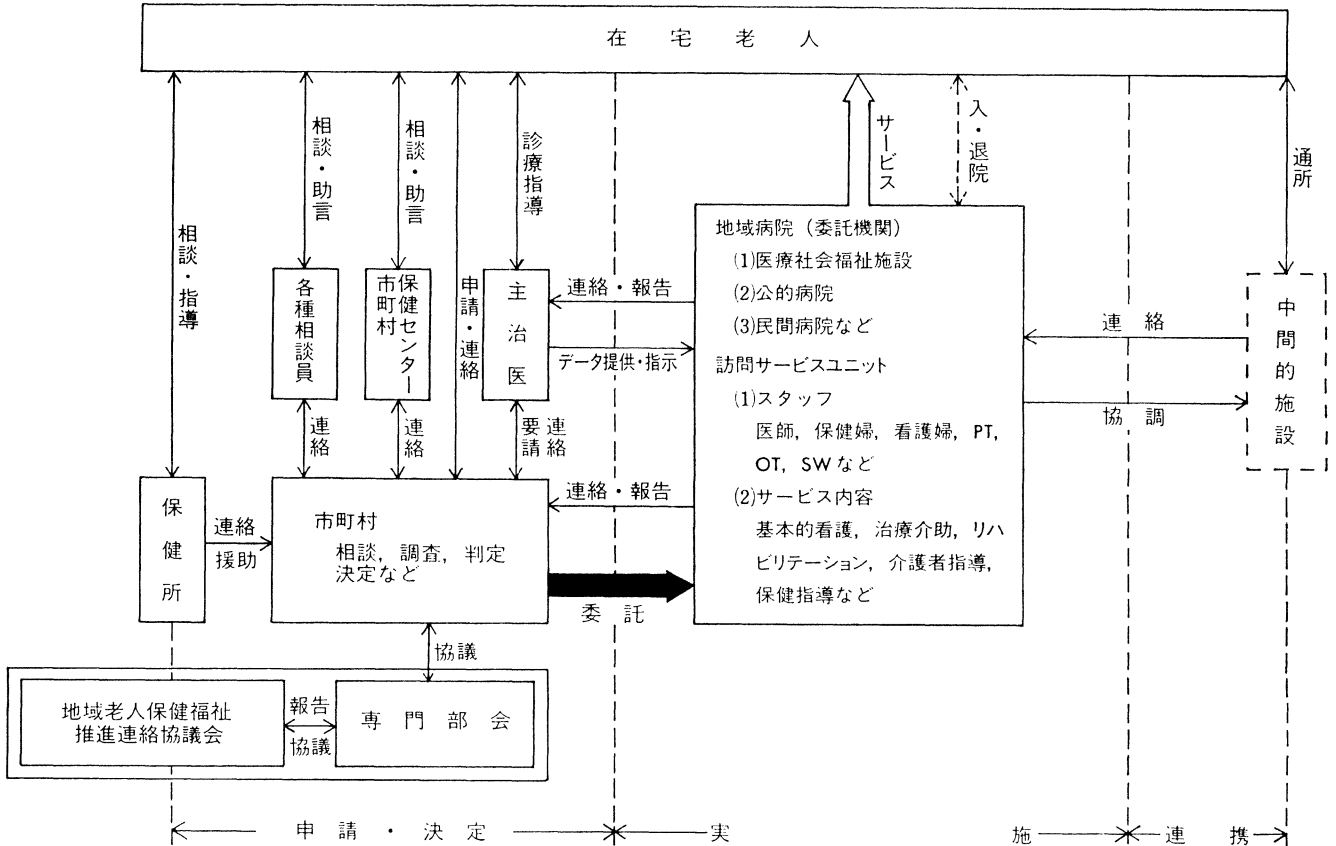 在宅老人
相談・指導
相談・助言
相談・助言
申請・連絡
診療指導
サービス
入・退院
通所
各種相談員
市町村
保健センター
主治医
連絡・報告
データ提供・指示
連絡
連絡
要請
連絡
地域病院（委託機関）
(1)医療社会福祉施設
(2)公的病院
(3)民間病院など
訪問サービスユニット
(1)スタッフ
医師，保健婦，看護婦，PT，
OT，SWなど
(2)サービス内容
基本的看護，治療介助，リハ
ビリテーション，介護者指導，
保健指導など
連絡
協調
中間的施設
保健所
連絡
援助
市町村
相談，調査，判定
決定など
連絡・報告
委託
協議
地域老人保健福祉
推進連絡協議会
報告
協議
専門部会
申請・決定
実施
連携